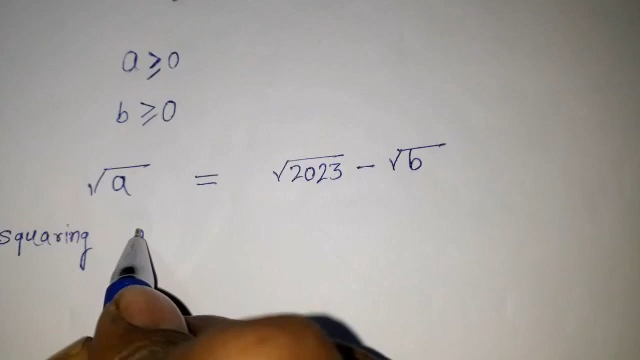 a ≥ 0
b ≥ 0
√a = √2023 - √b
squaring